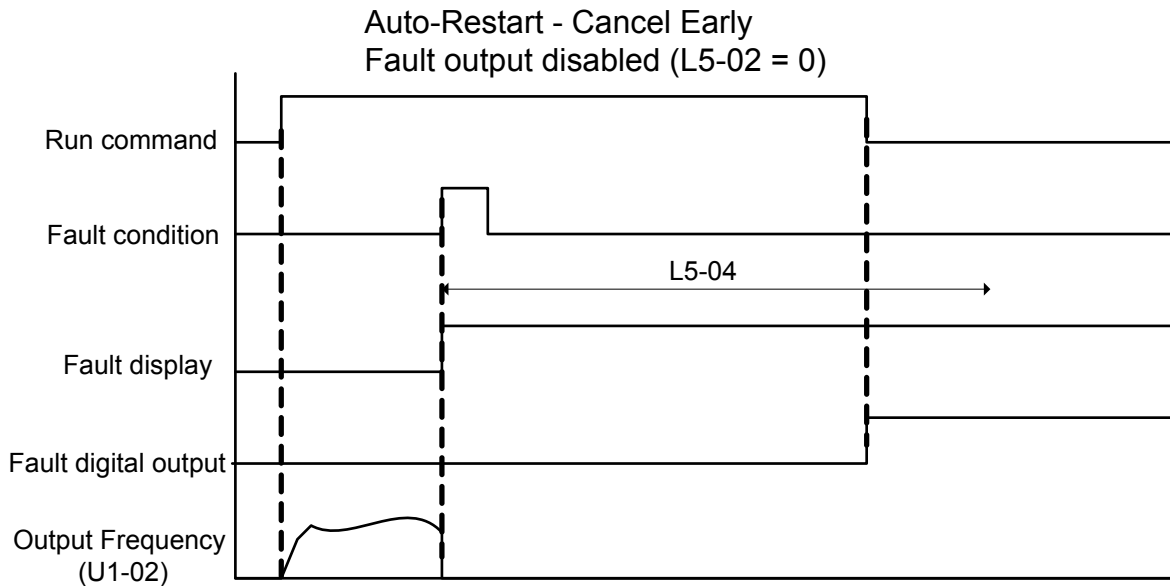 Auto-Restart - Cancel Early
Fault output disabled (L5-02 = 0)
Run command
Fault condition
L5-04
Fault display
Fault digital output
Output Frequency
(U1-02)